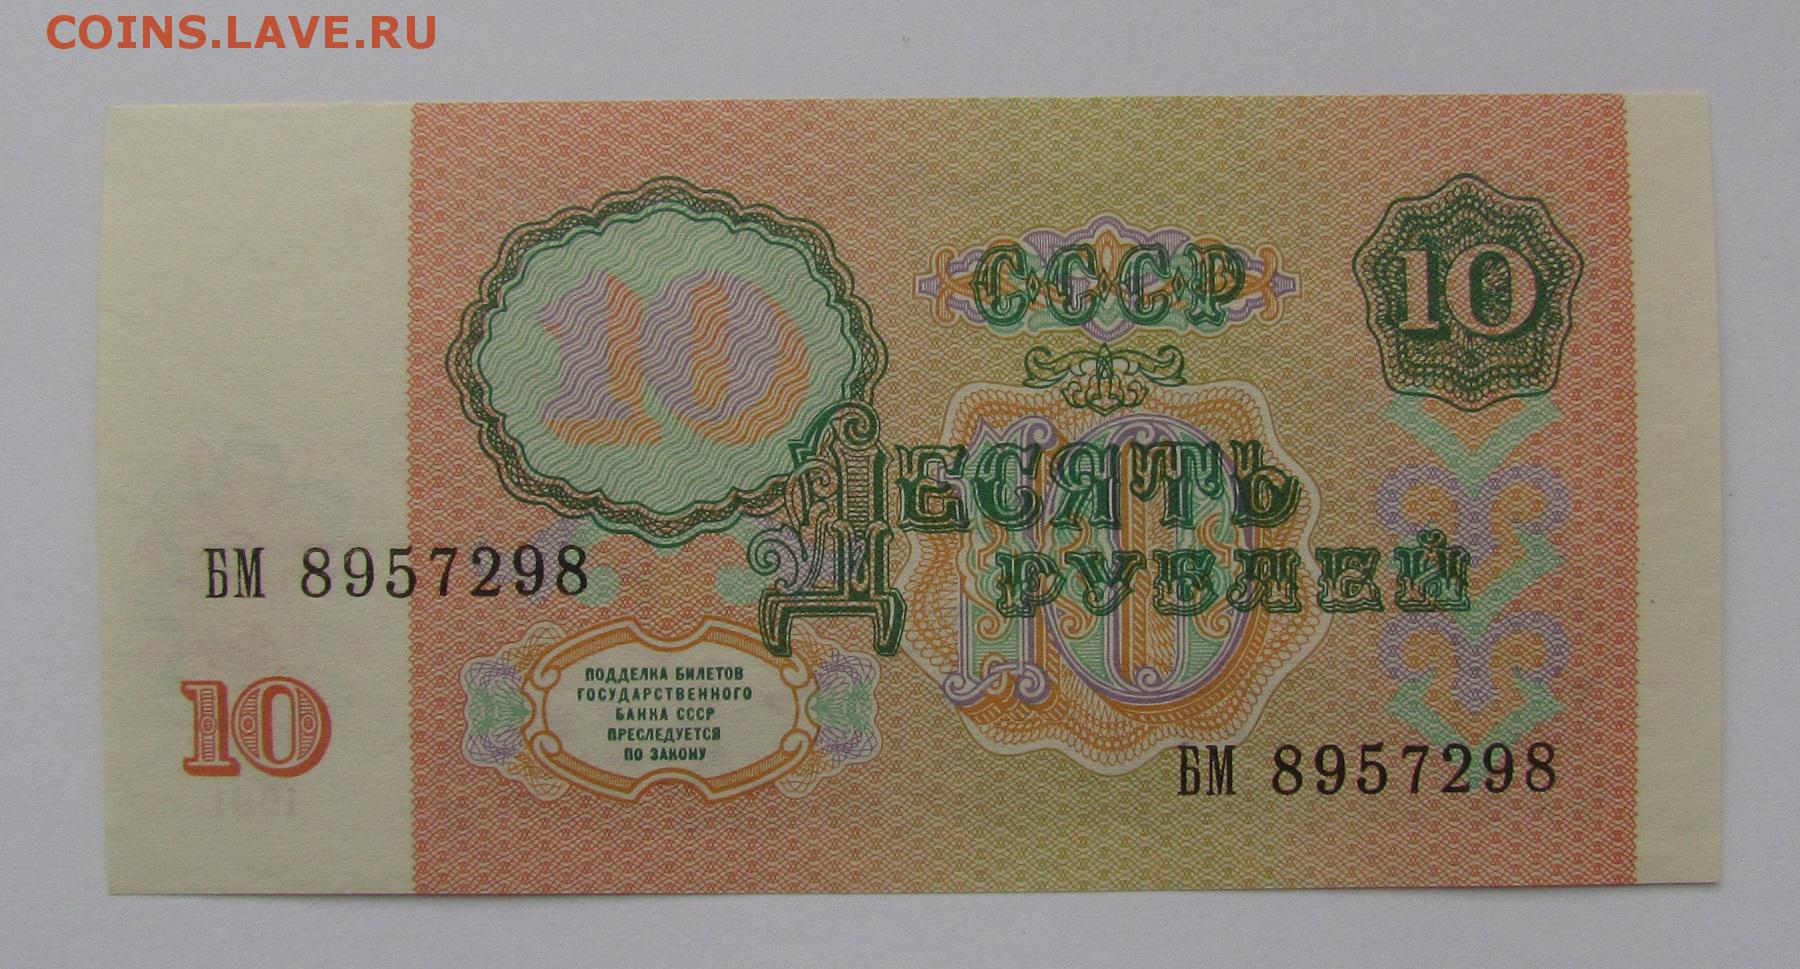 COINS.LAVE.RU
10
СССР
10
ДЕСЯТЬ
РУБЛЕЙ
10
БМ 8957298
ПОДДЕЛКА БИЛЕТОВ
ГОСУДАРСТВЕННОГО
БАНКА СССР
ПРЕСЛЕДУЕТСЯ
ПО ЗАКОНУ
10
БМ 8957298